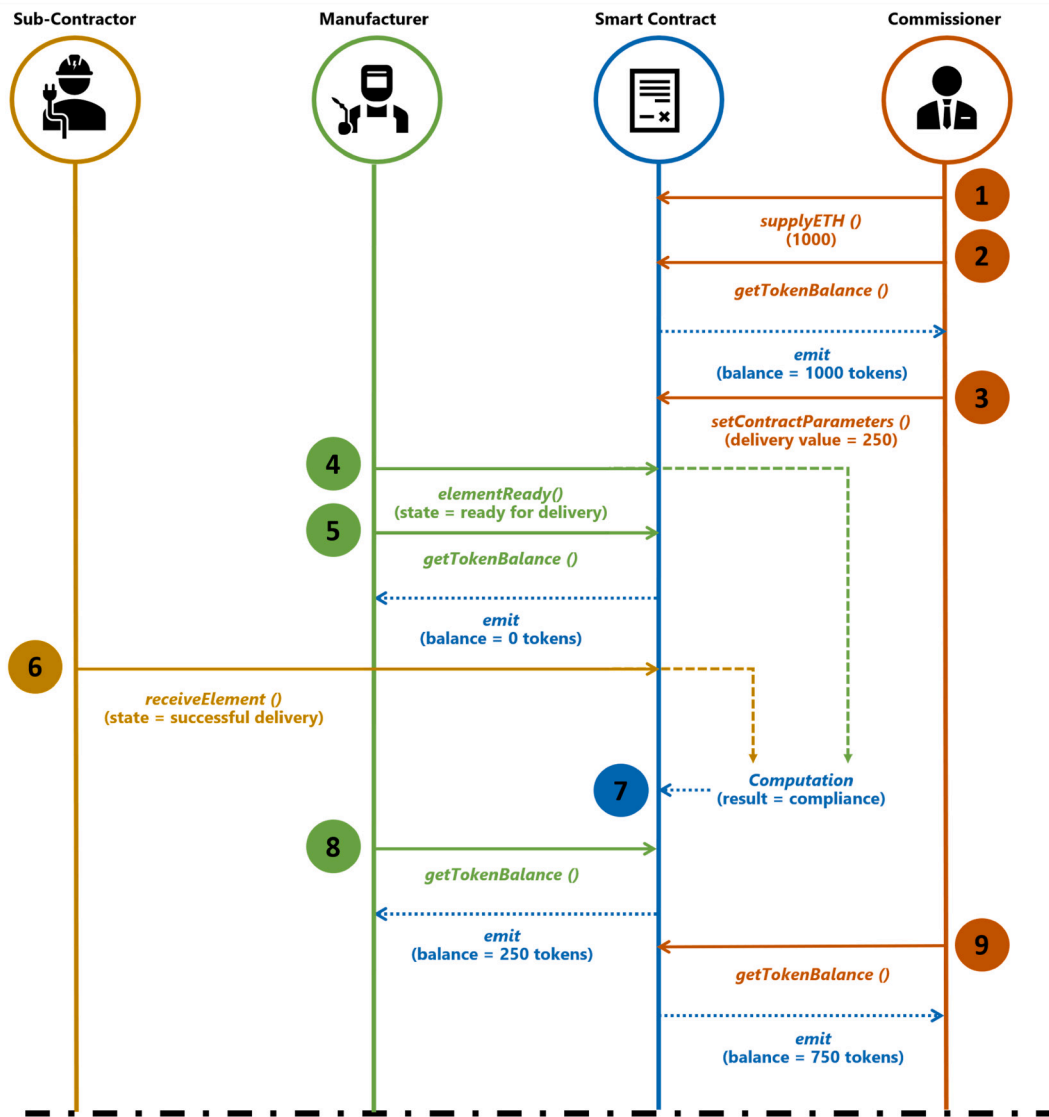 Sub-Contractor
Manufacturer
Smart Contract
Commissioner
1
supplyETH ()
(1000)
2
getTokenBalance ()
emit
(balance = 1000 tokens)
3
setContractParameters ()
(delivery value = 250)
4
elementReady()
(state = ready for delivery)
5
getTokenBalance ()
emit
(balance = 0 tokens)
6
receiveElement ()
(state = successful delivery)
7
Computation
(result = compliance)
8
getTokenBalance ()
emit
(balance = 250 tokens)
9
getTokenBalance ()
emit
(balance = 750 tokens)